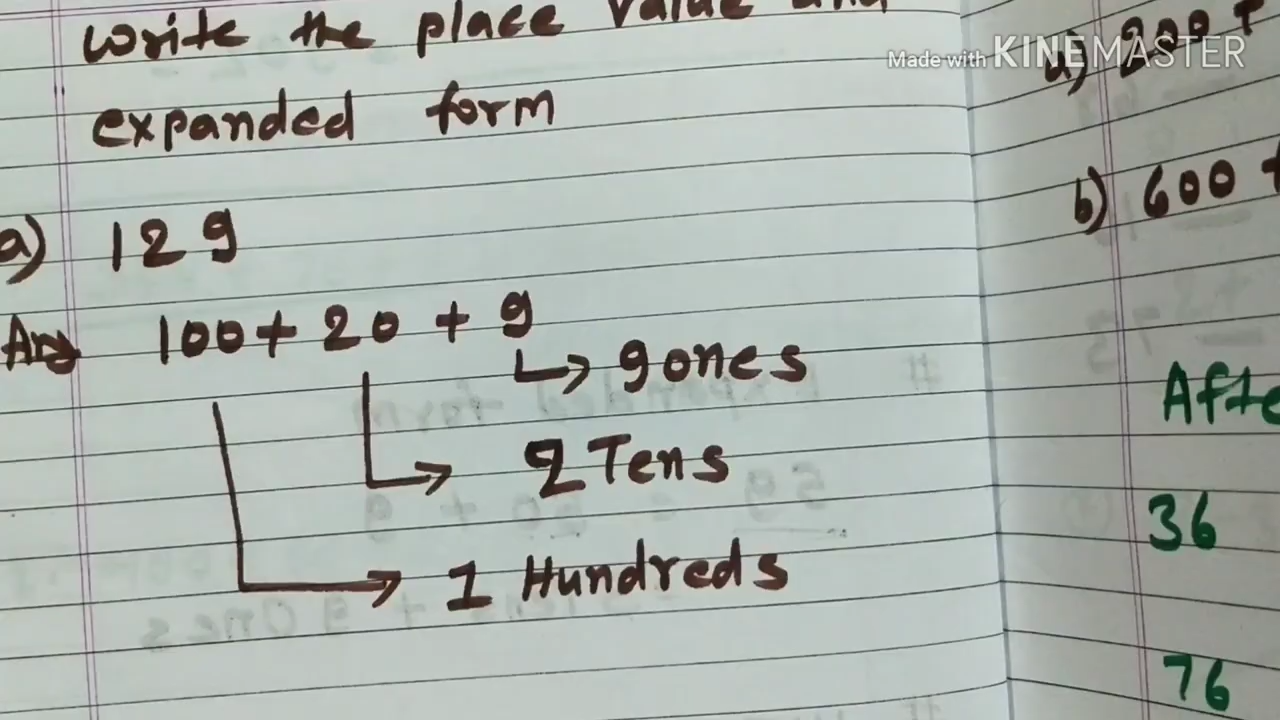 write the place value and
expanded form
a) 129
Ans 100 + 20 + 9
9 ones
2 Tens
1 Hundreds
Made with KINEMASTER
a) 200 +
b) 600 +
Afte
36
76